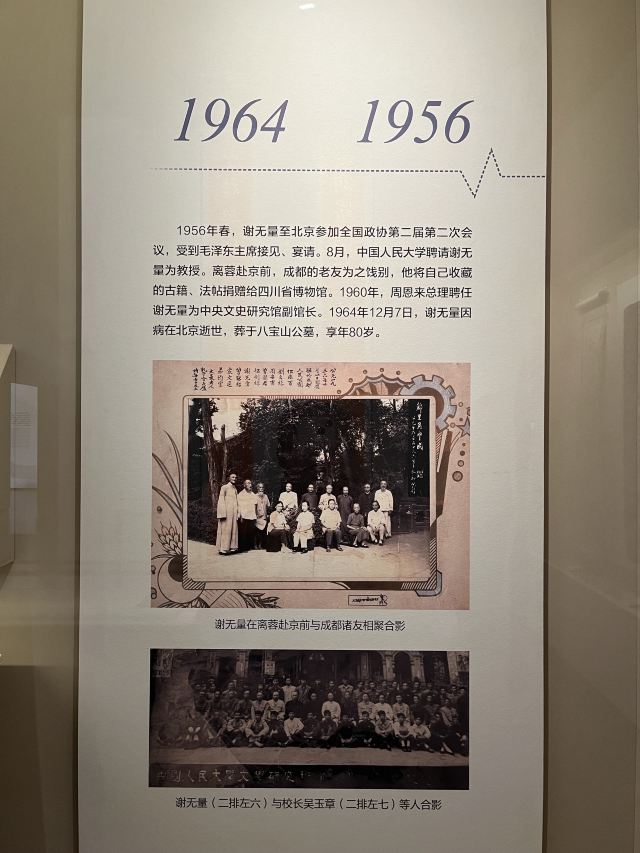 1964 1956
1956年春，谢无量至北京参加全国政协第二届第二次会
议，受到毛泽东主席接见、宴请。8月，中国人民大学聘请谢无
量为教授。离蓉赴京前，成都的老友为之饯别，他将自己收藏
的古籍、法帖捐赠给四川省博物馆。1960年，周恩来总理聘任
谢无量为中央文史研究馆副馆长。1964年12月7日，谢无量因
病在北京逝世，葬于八宝山公墓，享年80岁。
谢无量在离蓉赴京前与成都诸友相聚合影
人民大學文學研究
谢无量（二排左六）与校长吴玉章（二排左七）等人合影